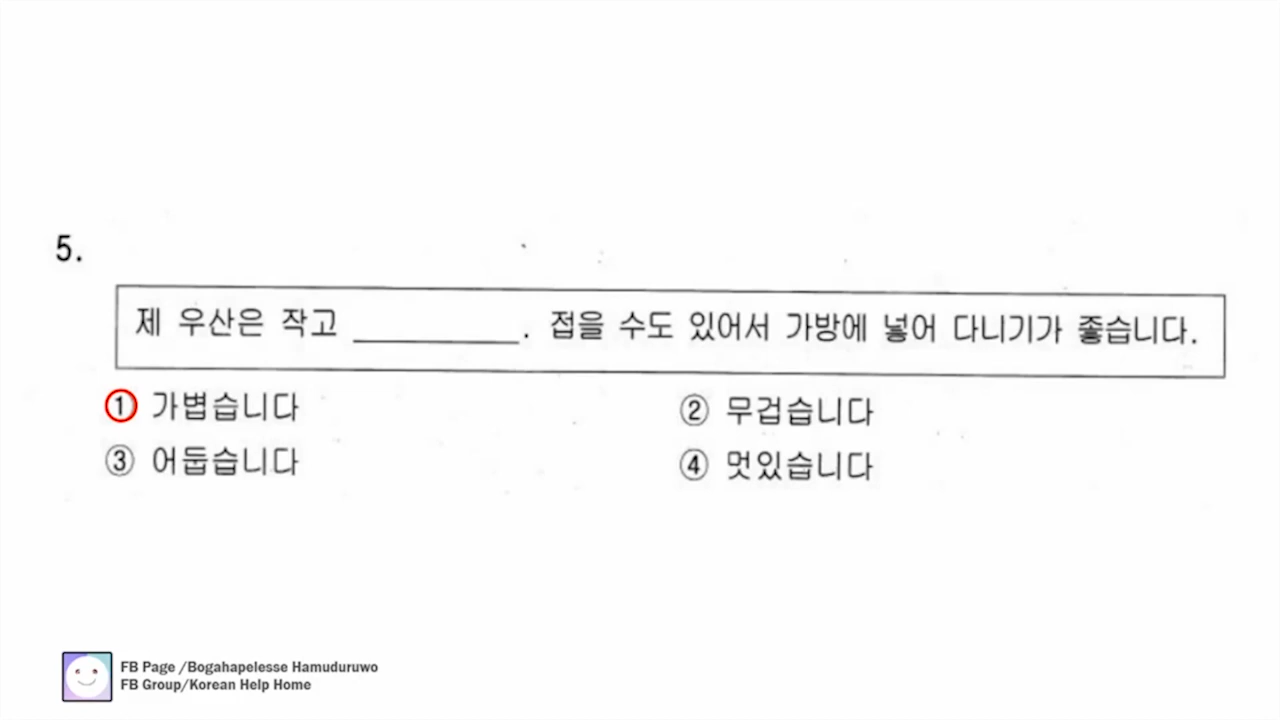 5.
제 우산은 작고 __________. 접을 수도 있어서 가방에 넣어 다니기가 좋습니다.
① 가볍습니다 ② 무겁습니다
③ 어둡습니다 ④ 멋있습니다
FB Page /Bogahapelesse Hamuduruwo
FB Group/Korean Help Home